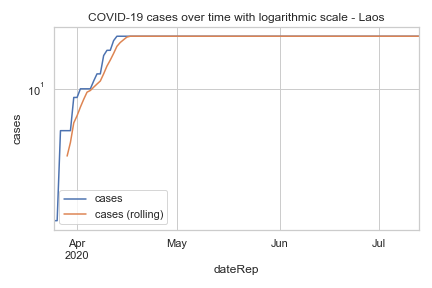 COVID-19 cases over time with logarithmic scale - Laos
10¹
cases
cases
cases (rolling)
Apr
2020
May
Jun
Jul
dateRep